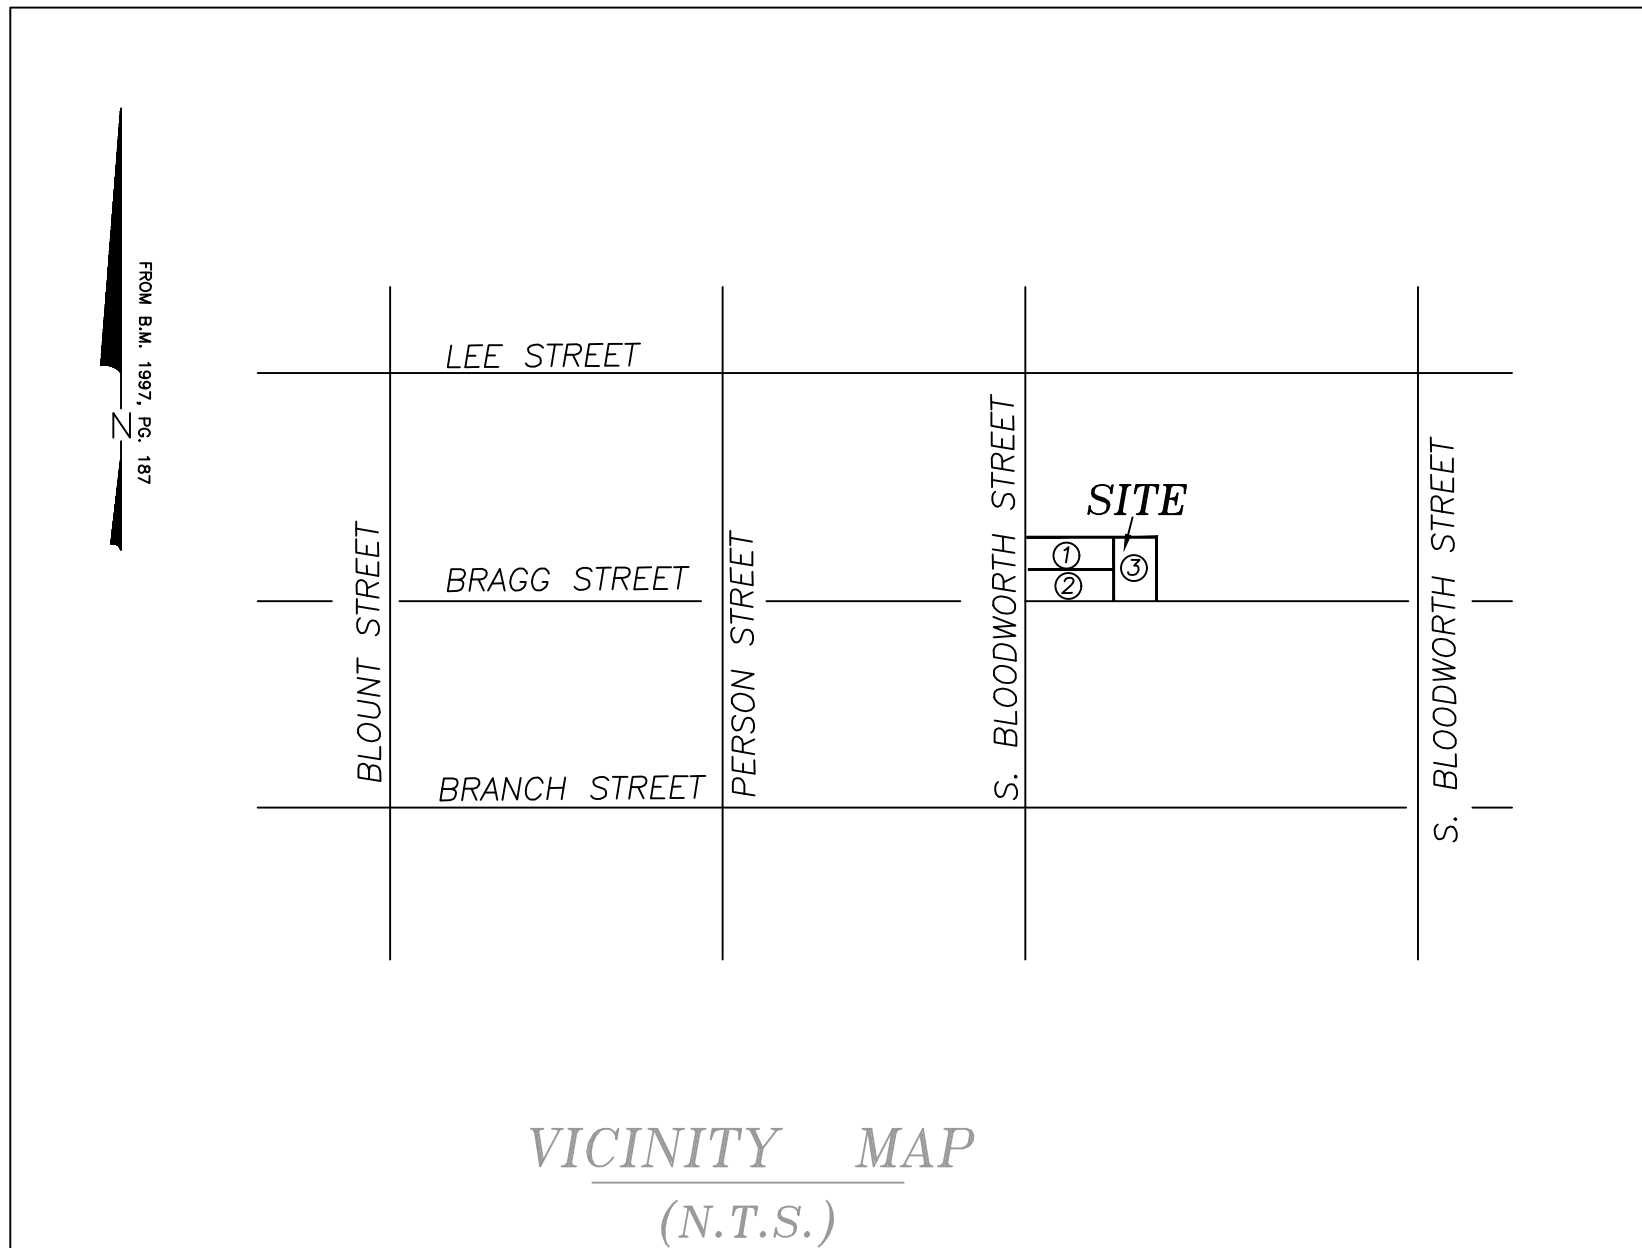 FROM B.M. 1997, PG. 187
N
LEE STREET
S. BLOODWORTH STREET
SITE
1
2
3
BLOUNT STREET
BRAGG STREET
PERSON STREET
S. BLOODWORTH STREET
BRANCH STREET
VICINITY MAP
(N.T.S.)